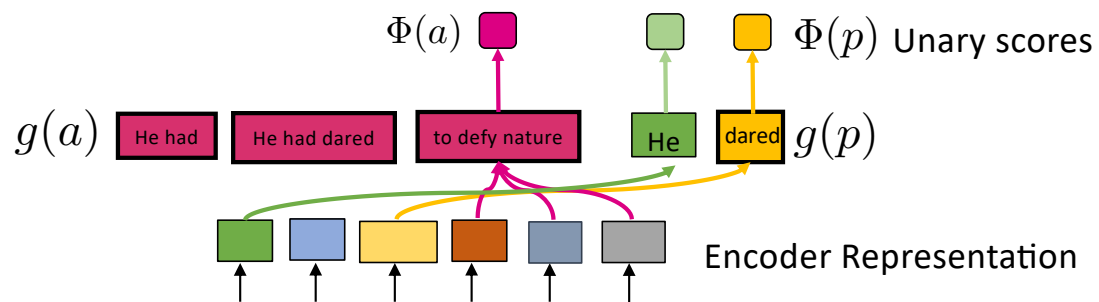 Φ(a) Φ(p) Unary scores
g(a) He had He had dared to defy nature He dared g(p)
Encoder Representation